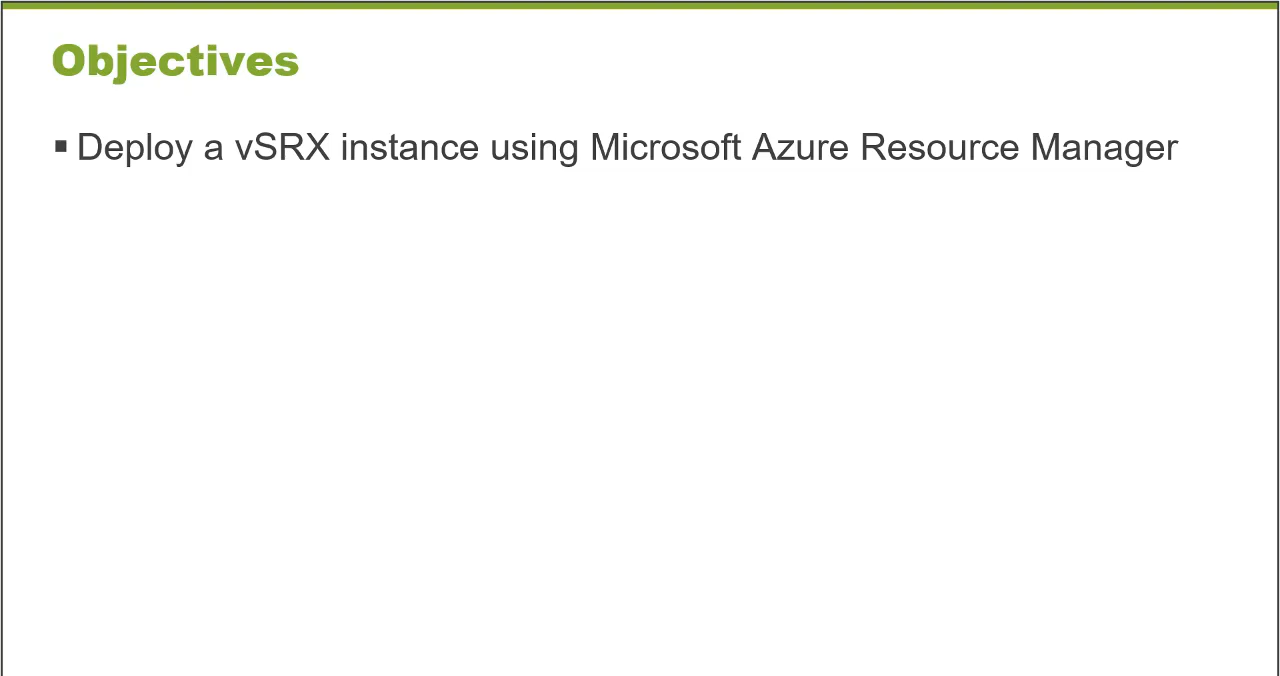 Objectives
▪ Deploy a vSRX instance using Microsoft Azure Resource Manager